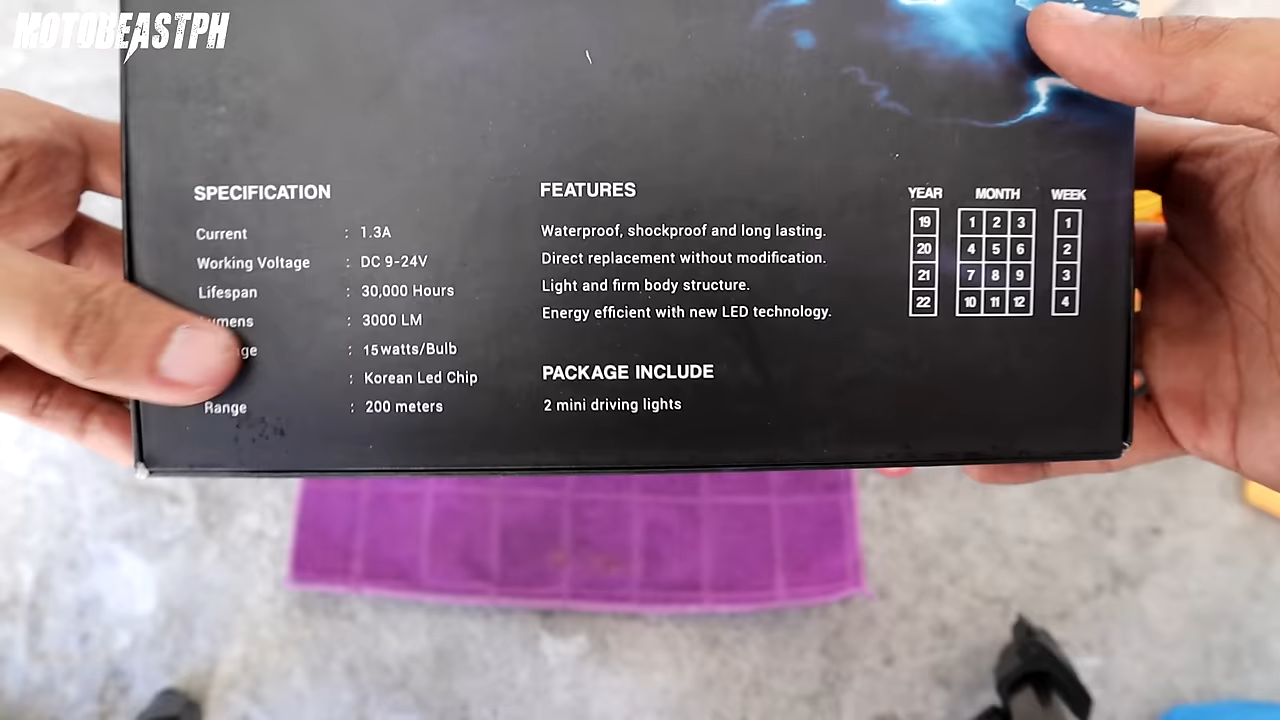 MOTOBEASTPH
SPECIFICATION
Current : 1.3A
Working Voltage : DC 9-24V
Lifespan : 30,000 Hours
umens : 3000 LM
ge : 15watts/Bulb
: Korean Led Chip
Range : 200 meters
FEATURES
Waterproof, shockproof and long lasting.
Direct replacement without modification.
Light and firm body structure.
Energy efficient with new LED technology.
PACKAGE INCLUDE
2 mini driving lights
YEAR MONTH WEEK
19 1 2 3 1
20 4 5 6 2
21 7 8 9 3
22 10 11 12 4